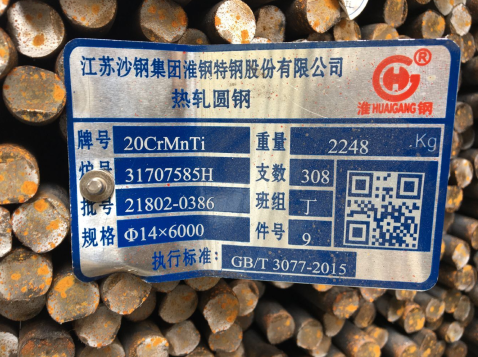 江苏沙钢集团淮钢特钢股份有限公司
热轧圆钢
®
淮HUAIGANG钢
牌号 20CrMnTi 重量 2248 Kg
炉号 31707585H 支数 308
批号 21802-0386 班组 丁
规格 Φ14×6000 件号 9
执行标准: GB/T 3077-2015